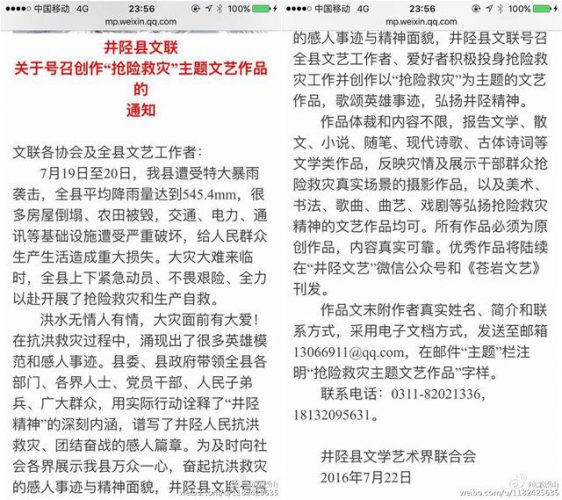 中国移动 4G 23:56 57%
mp.weixin.qq.com
井陉县文联
关于号召创作“抢险救灾”主题文艺作品
的
通知
文联各协会及全县文艺工作者：
7月19日至20日，我县遭受特大暴雨
袭击，全县平均降雨量达到545.4mm，很
多房屋倒塌、农田被毁，交通、电力、通
讯等基础设施遭受严重破坏，给人民群众
生产生活造成重大损失。大灾大难来临
时，全县上下紧急动员、不畏艰险、全力
以赴开展了抢险救灾和生产自救。
洪水无情人有情，大灾面前有大爱！
在抗洪救灾过程中，涌现出了很多英雄模
范和感人事迹。县委、县政府带领全县各
部门、各界人士、党员干部、人民子弟
兵、广大群众，用实际行动诠释了“井陉
精神”的深刻内涵，谱写了井陉人民抗洪
救灾、团结奋战的感人篇章。为及时向社
会各界展示我县万众一心，奋起抗洪救灾
的感人事迹与精神面貌，井陉县文联号召
中国移动 4G 23:56 57%
mp.weixin.qq.com
的感人事迹与精神面貌，井陉县文联号召
全县文艺工作者、爱好者积极投身抢险救
灾工作并创作以“抢险救灾”为主题的文艺
作品，歌颂英雄事迹，弘扬井陉精神。
作品体裁和内容不限，报告文学、散
文、小说、随笔、现代诗歌、古体诗词等
文学类作品，反映灾情及展示干部群众抢
险救灾真实场景的摄影作品，以及美术、
书法、歌曲、曲艺、戏剧等弘扬抢险救灾
精神的文艺作品均可。所有作品必须为原
创作品，内容真实可靠。优秀作品将陆续
在“井陉文艺”微信公众号和《苍岩文艺》
刊发。
作品文末附作者真实姓名、简介和联
系方式，采用电子文档方式，发送至邮箱
13066911@qq.com，在邮件“主题”栏注
明“抢险救灾主题文艺作品”字样。
联系电话：0311-82021336，
18132095631。
井陉县文学艺术界联合会
2016年7月22日
weibo.com/u/1182425635